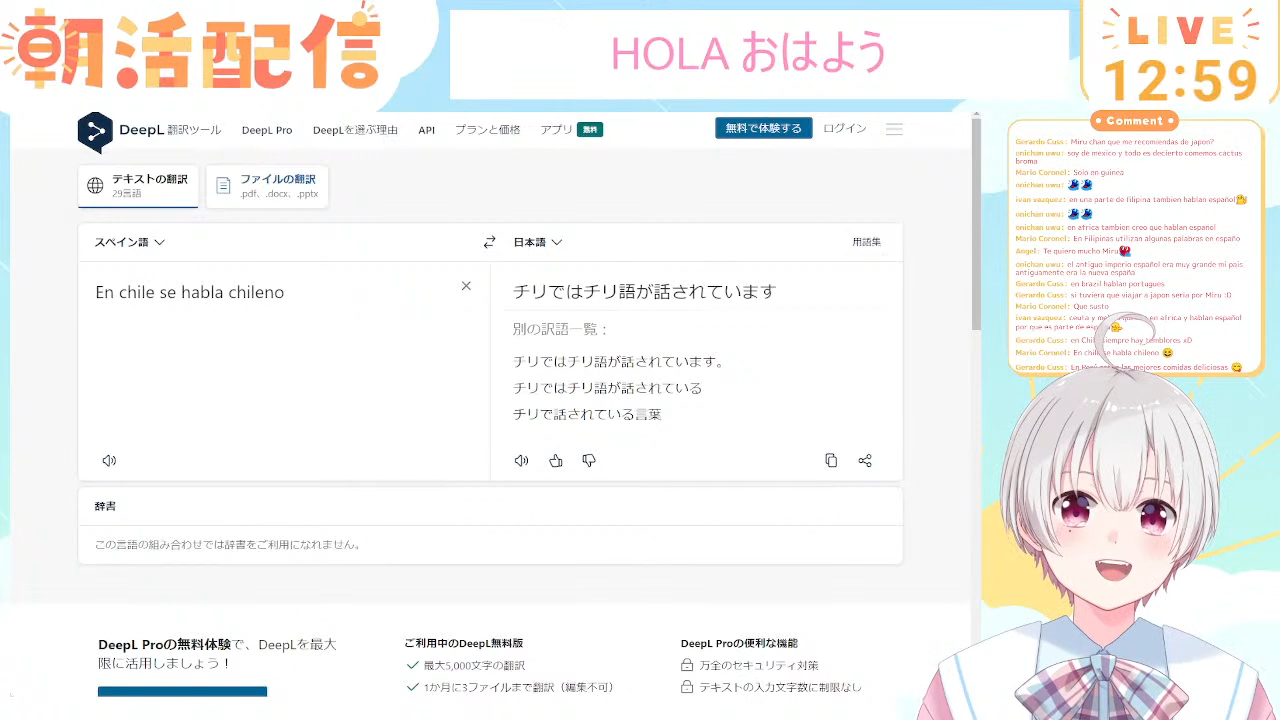 朝活配信
HOLA おはよう
LIVE
12:59
DeepL 翻訳ツール
DeepL Pro
DeepLを選ぶ理由
API
プランと価格
アプリ 無料
無料で体験する
ログイン
テキストの翻訳
29言語
ファイルの翻訳
.pdf、.docx、.pptx
スペイン語
日本語
用語集
En chile se habla chileno
チリではチリ語が話されています
別の訳語一覧：
チリではチリ語が話されています。
チリではチリ語が話されている
チリで話されている言葉
辞書
この言語の組み合わせでは辞書をご利用になれません。
DeepL Proの無料体験で、DeepLを最大
限に活用しましょう！
ご利用中のDeepL無料版
最大5,000文字の翻訳
1か月に3ファイルまで翻訳（編集不可）
DeepL Proの便利な機能
万全のセキュリティ対策
テキストの入力文字数に制限なし
Comment
Gerardo Cuss: Miru chan que me recomiendas de japon?
onichan uwu: soy de mexico y todo es decierto comemos cactus
broma
Mario Coronel: Solo en guinea
onichan uwu:
ivan vazquez: en una parte de filipina tambien hablan español
onichan uwu:
onichan uwu: en africa tambien creo que hablan español
Mario Coronel: En Filipinas utilizan algunas palabras en españo
Angel: Te quiero mucho Miru
onichan uwu: el antiguo imperio español era muy grande mi pais
antiguamente era la nueva españa
Gerardo Cuss: en brazil hablan portugues
Gerardo Cuss: si tuviera que viajar a japon seria por Miru :D
Mario Coronel: Que susto
ivan vazquez: ceuta y en africa y hablan español
por que es parte de
Gerardo Cuss: en Chile siempre hay temblores xD
Mario Coronel: En chile se habla chileno
Gerardo Cuss: En Perú las mejores comidas deliciosas